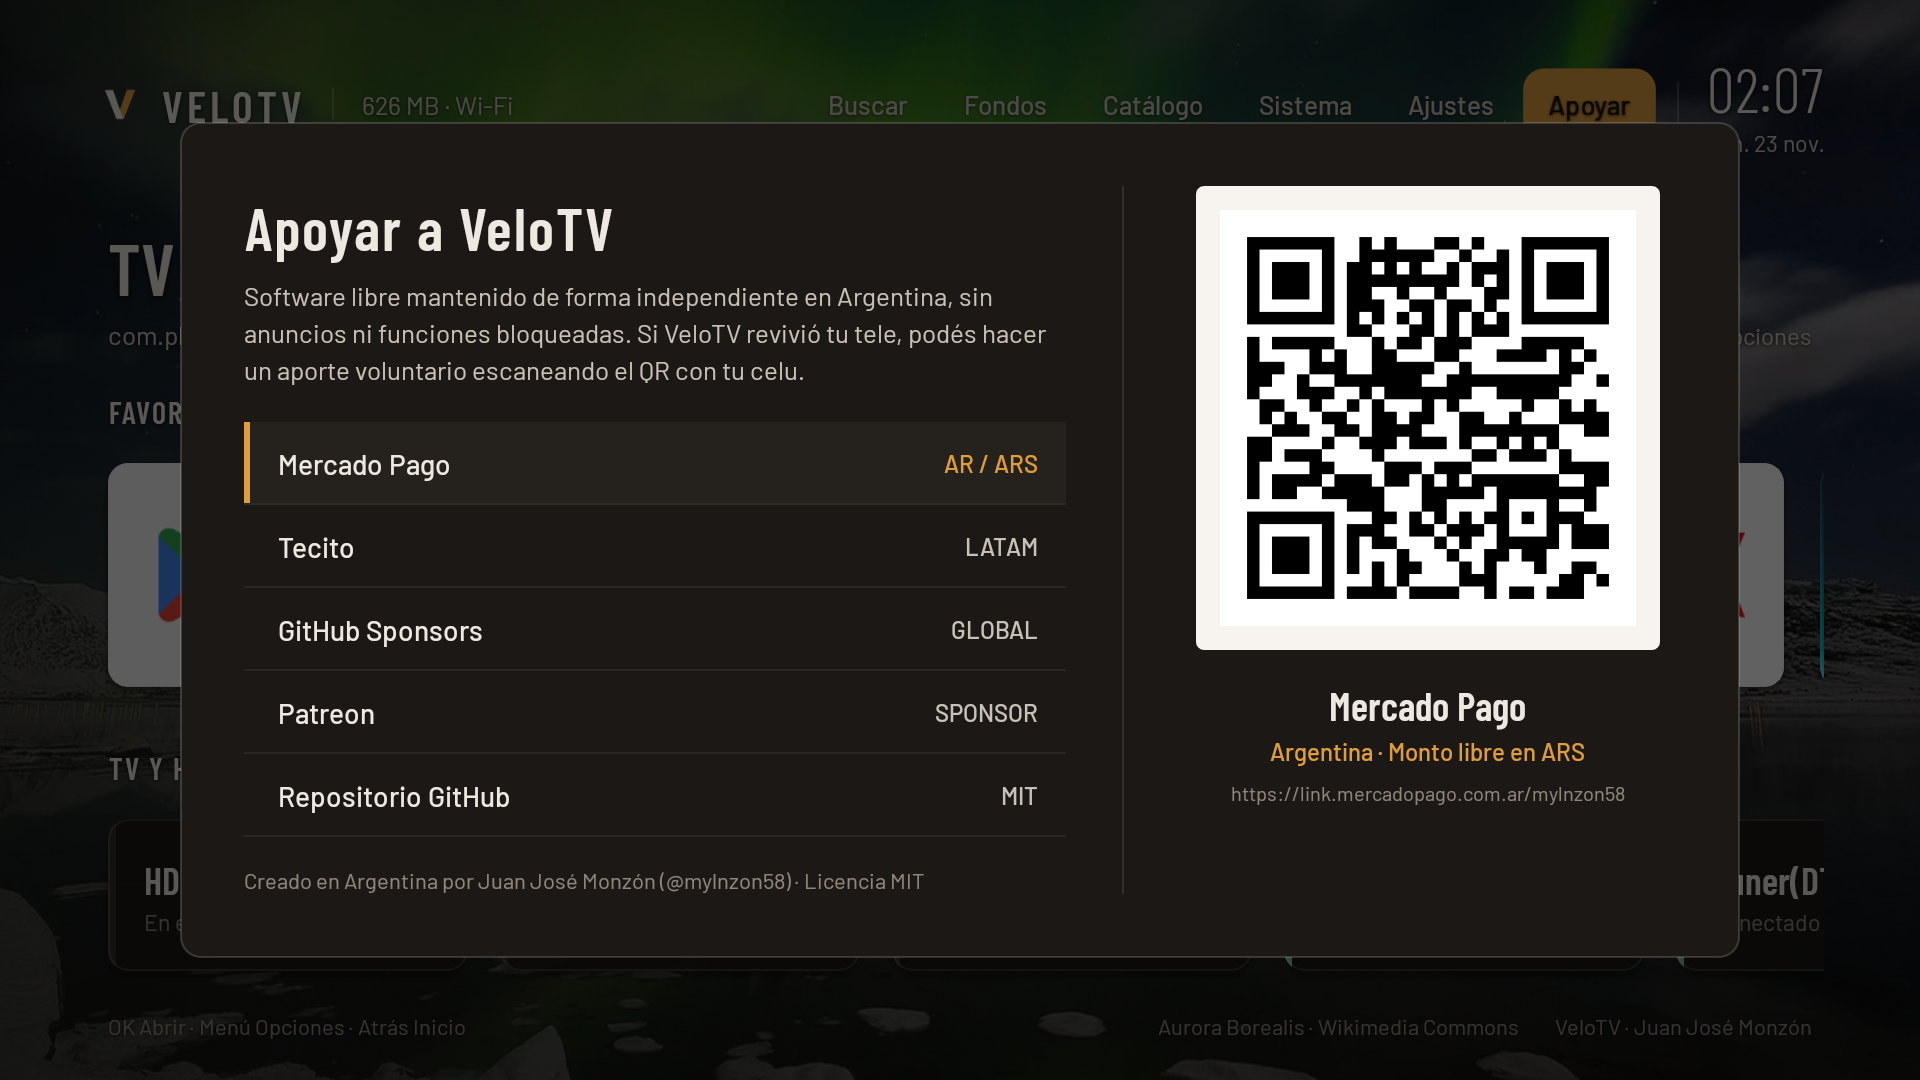 VELOTV
626 MB · Wi-Fi
Buscar
Fondos
Catálogo
Sistema
Ajustes
Apoyar
02:07
23 nov.
TV
FAVOR
TV Y
HD
En
Apoyar a VeloTV
Software libre mantenido de forma independiente en Argentina, sin
anuncios ni funciones bloqueadas. Si VeloTV revivió tu tele, podés hacer
un aporte voluntario escaneando el QR con tu celu.
Mercado Pago
AR / ARS
Tecito
LATAM
GitHub Sponsors
GLOBAL
Patreon
SPONSOR
Repositorio GitHub
MIT
Creado en Argentina por Juan José Monzón (@mylnzon58) · Licencia MIT
Mercado Pago
Argentina · Monto libre en ARS
https://link.mercadopago.com.ar/mylnzon58
OK Abrir · Menú Opciones · Atrás Inicio
Aurora Borealis · Wikimedia Commons
VeloTV · Juan José Monzón